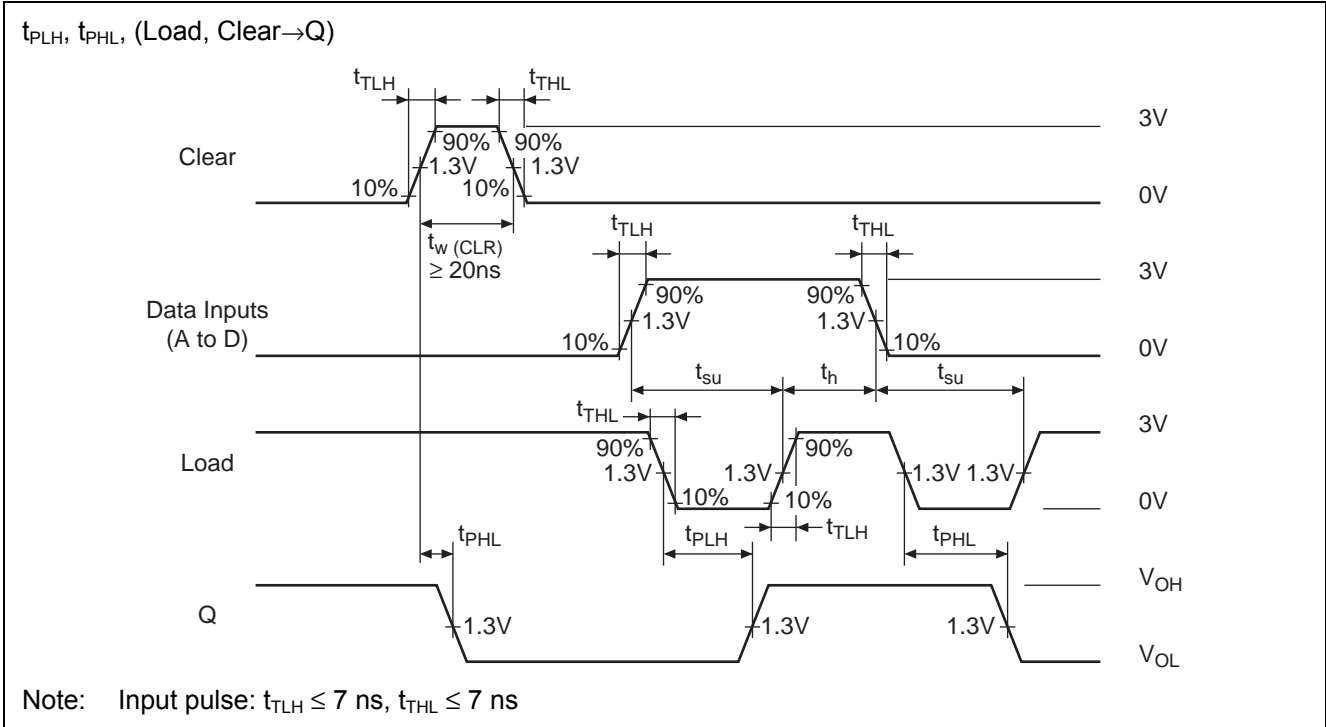 tPLH, tPHL, (Load, Clear→Q)
tTLH tTHL
3V
90% 90%
Clear 1.3V 1.3V
10% 10% 0V
tw (CLR)
≥ 20ns
tTLH tTHL
3V
90% 90%
Data Inputs
(A to D)
1.3V 1.3V
10% 10% 0V
tsu th tsu
tTHL
3V
90% 90%
Load 1.3V 1.3V 1.3V 1.3V
10% 10% 0V
tTLH
tPHL tPLH tPHL
VOH
Q 1.3V 1.3V 1.3V
VOL
Note: Input pulse: tTLH ≤ 7 ns, tTHL ≤ 7 ns